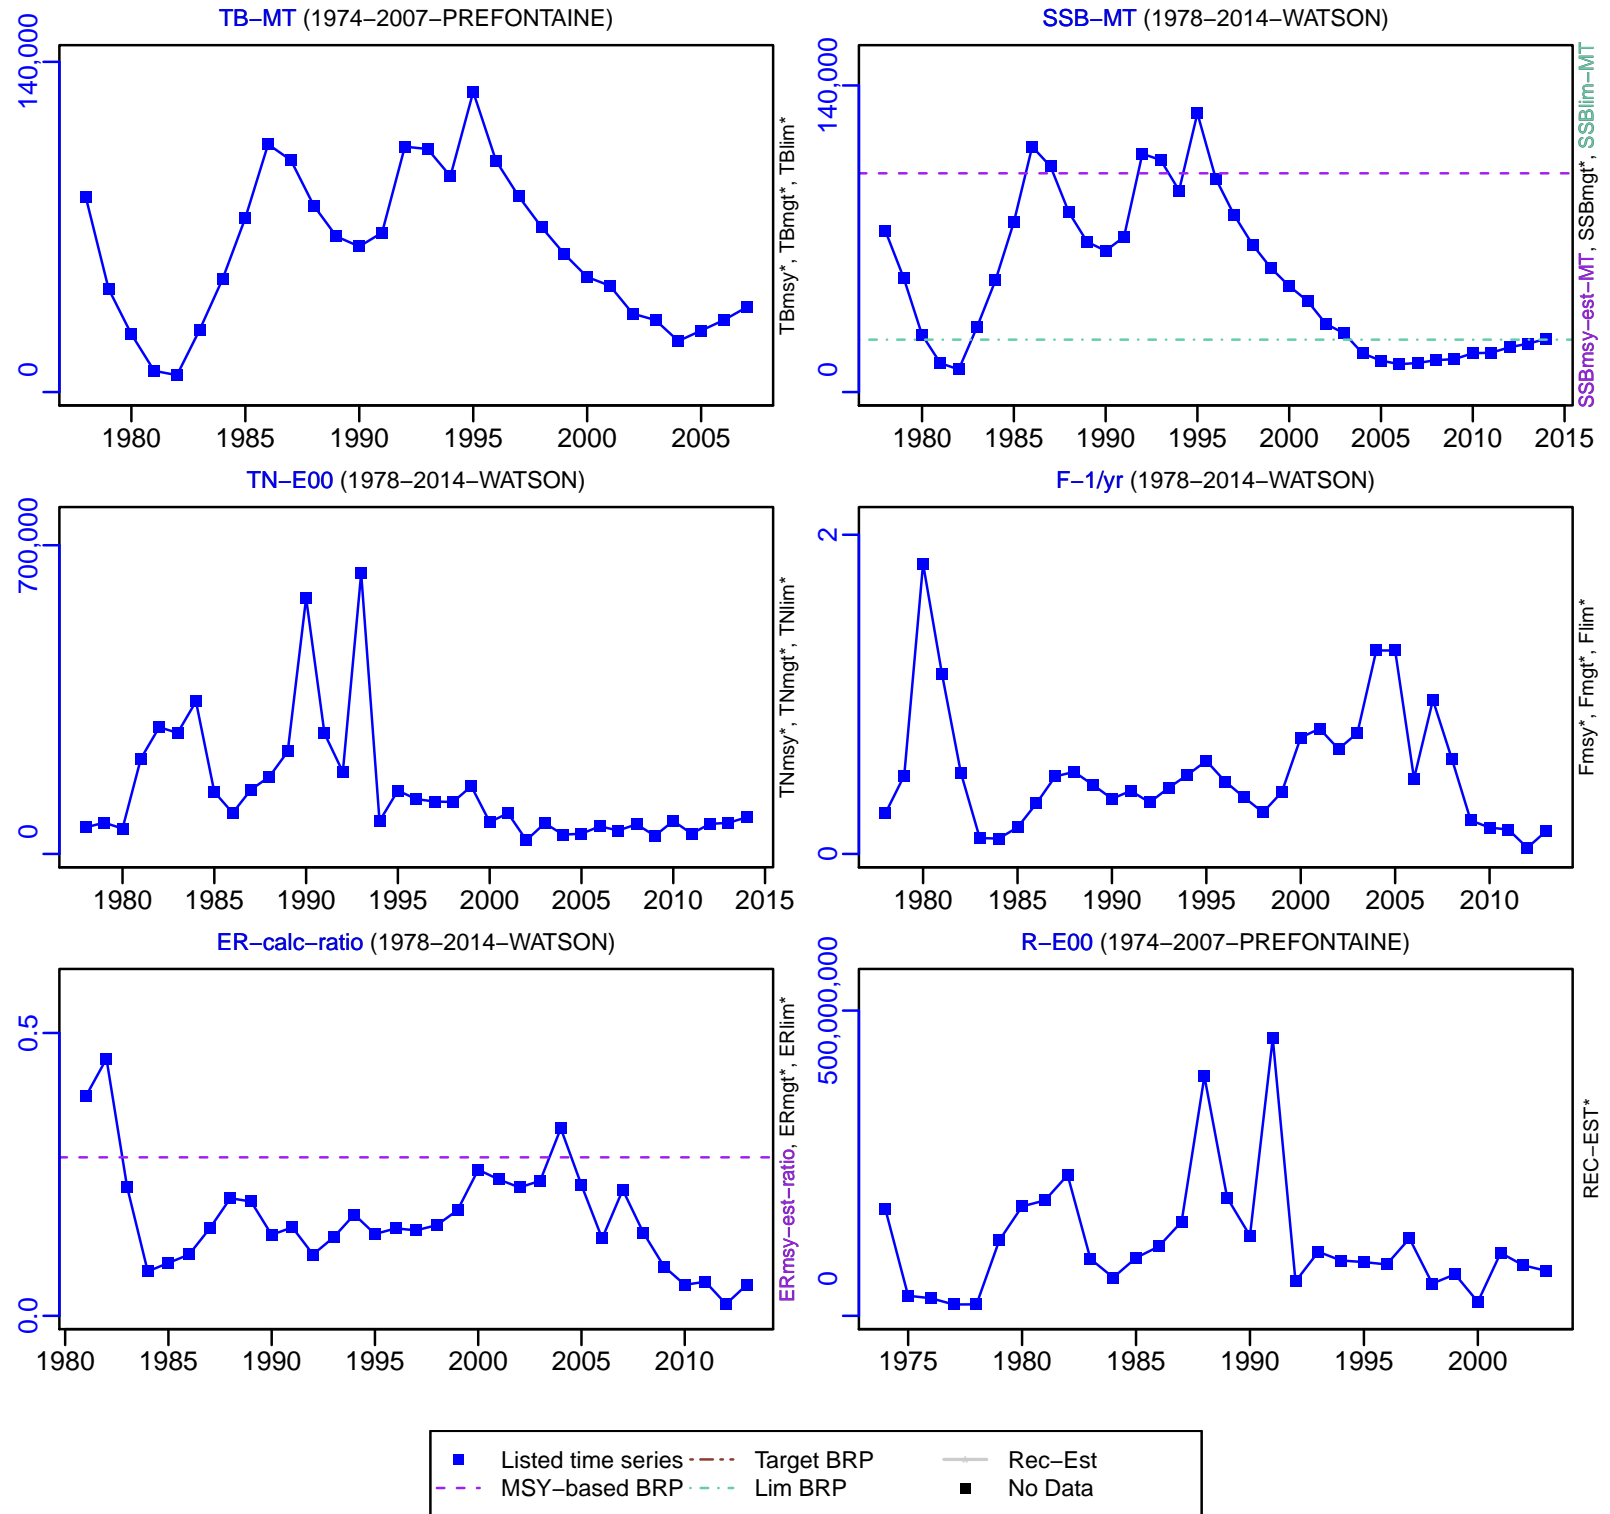 TB−MT (1974−2007−PREFONTAINE)
140,000
0
1980 1985 1990 1995 2000 2005
TBmsy*, TBmgt*, TBlim*
SSB−MT (1978−2014−WATSON)
140,000
0
1980 1985 1990 1995 2000 2005 2010 2015
SSBmsy−est−MT, SSBmgt*, SSBlim−MT
TN−E00 (1978−2014−WATSON)
700,000
0
1980 1985 1990 1995 2000 2005 2010 2015
TNmsy*, TNmgt*, TNlim*
F−1/yr (1978−2014−WATSON)
2
0
1980 1985 1990 1995 2000 2005 2010
Fmsy*, Fmgt*, Flim*
ER−calc−ratio (1978−2014−WATSON)
0.5
0.0
1980 1985 1990 1995 2000 2005 2010
ERmsy−est−ratio, ERmgt*, ERlim*
R−E00 (1974−2007−PREFONTAINE)
500,000,000
0
1975 1980 1985 1990 1995 2000
REC−EST*
Listed time series Target BRP Rec−Est
MSY−based BRP Lim BRP No Data